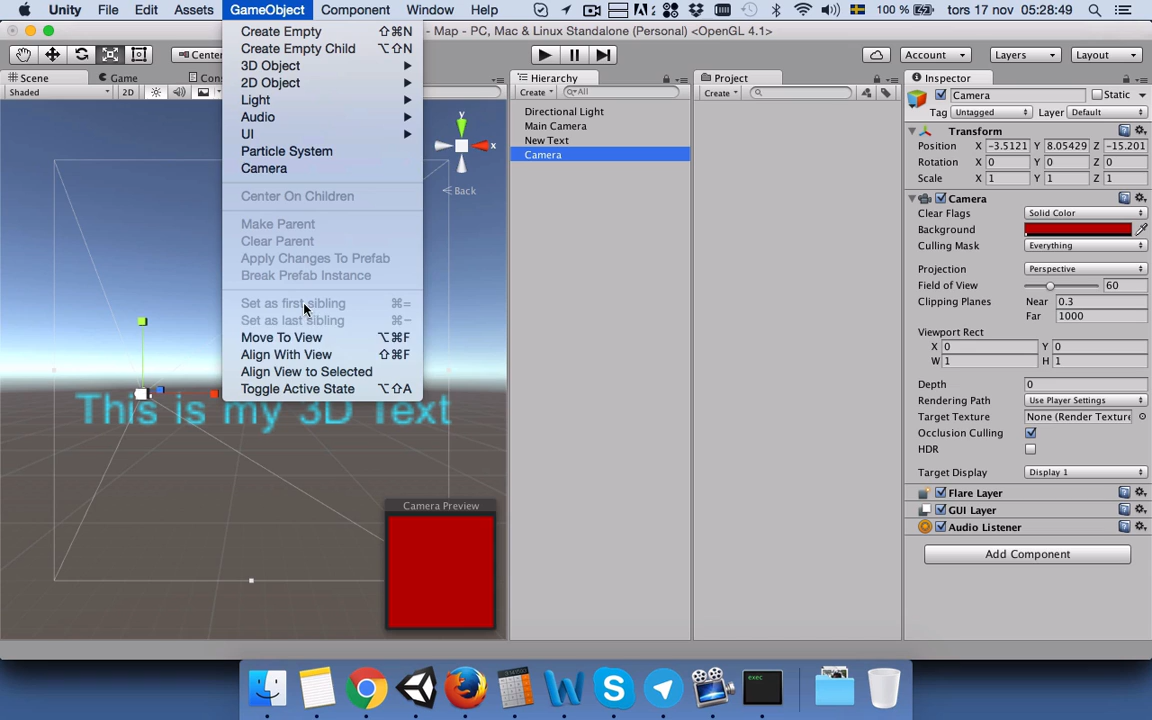 Unity File Edit Assets GameObject Component Window Help 100 % tors 17 nov 05:28:49
- Map - PC, Mac & Linux Standalone (Personal) <OpenGL 4.1>
Center Account Layers Layout
Scene Game Hierarchy Project Inspector
Shaded 2D Create All Create
Create Empty ⇧⌘N
Create Empty Child ⌥⇧N
3D Object
2D Object
Light
Audio
UI
Particle System
Camera
Center On Children
Make Parent
Clear Parent
Apply Changes To Prefab
Break Prefab Instance
Set as first sibling ⌘=
Set as last sibling ⌘-
Move To View ⌥⌘F
Align With View ⇧⌘F
Align View to Selected
Toggle Active State ⌥⇧A
y
x
Back
This is my 3D Text
Camera Preview
Directional Light
Main Camera
New Text
Camera
Camera Static
Tag Untagged Layer Default
Transform
Position X -3.5121 Y 8.05429 Z -15.201
Rotation X 0 Y 0 Z 0
Scale X 1 Y 1 Z 1
Camera
Clear Flags Solid Color
Background
Culling Mask Everything
Projection Perspective
Field of View 60
Clipping Planes Near 0.3
Far 1000
Viewport Rect
X 0 Y 0
W 1 H 1
Depth 0
Rendering Path Use Player Settings
Target Texture None (Render Texture
Occlusion Culling
HDR
Target Display Display 1
Flare Layer
GUI Layer
Audio Listener
Add Component
exec